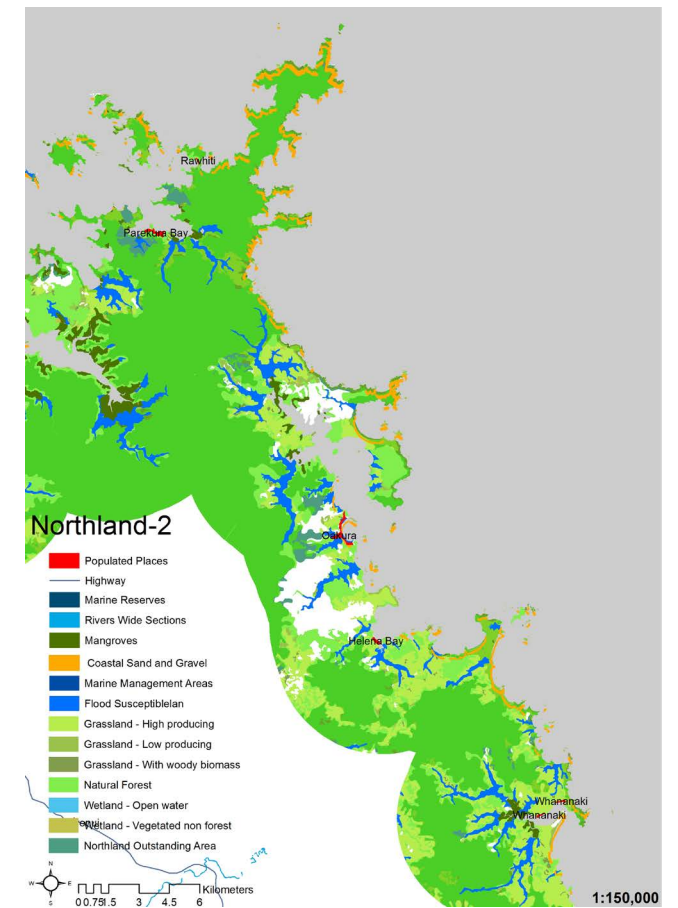 Rawhiti
Parekura Bay
Northland-2
Oakura
Populated Places
Highway
Marine Reserves
Rivers Wide Sections
Mangroves
Coastal Sand and Gravel
Helena Bay
Marine Management Areas
Flood Susceptiblelan
Grassland - High producing
Grassland - Low producing
Grassland - With woody biomass
Natural Forest
Wetland - Open water
Whananaki
Whananaki
Wetland - Vegetated non forest
Northland Outstanding Area
N
W E
S
Kilometers
0 0.75 1.5 3 4.5 6
1:150,000